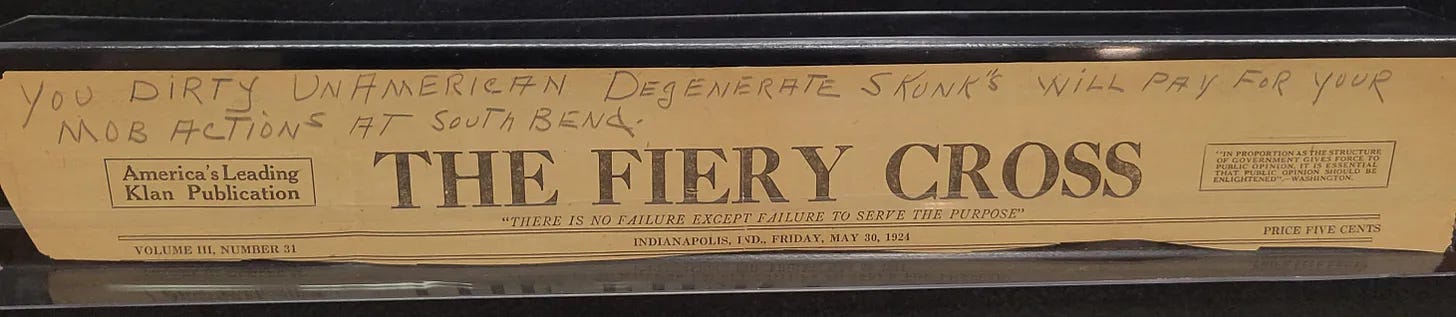 YOU DIRTY UNAMERICAN DEGENERATE SKUNK"S WILL PAY FOR YOUR
MOB ACTIONS AT SOUTH BEND.
America's Leading
Klan Publication
THE FIERY CROSS
"IN PROPORTION AS THE STRUCTURE
OF GOVERNMENT GIVES FORCE TO
PUBLIC OPINION, IT IS ESSENTIAL
THAT PUBLIC OPINION SHOULD BE
ENLIGHTENED".—WASHINGTON.
"THERE IS NO FAILURE EXCEPT FAILURE TO SERVE THE PURPOSE"
VOLUME III, NUMBER 31
INDIANAPOLIS, IND., FRIDAY, MAY 30, 1924
PRICE FIVE CENTS